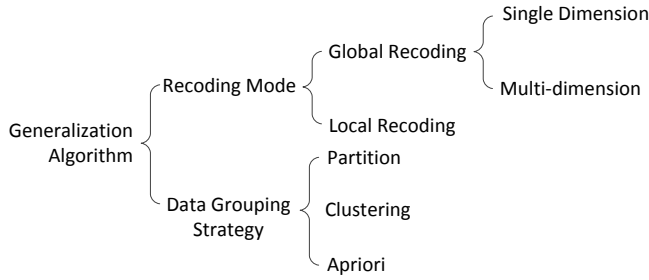 Single Dimension
Global Recoding
Recoding Mode
Multi-dimension
Generalization
Algorithm
Local Recoding
Partition
Data Grouping
Strategy
Clustering
Apriori